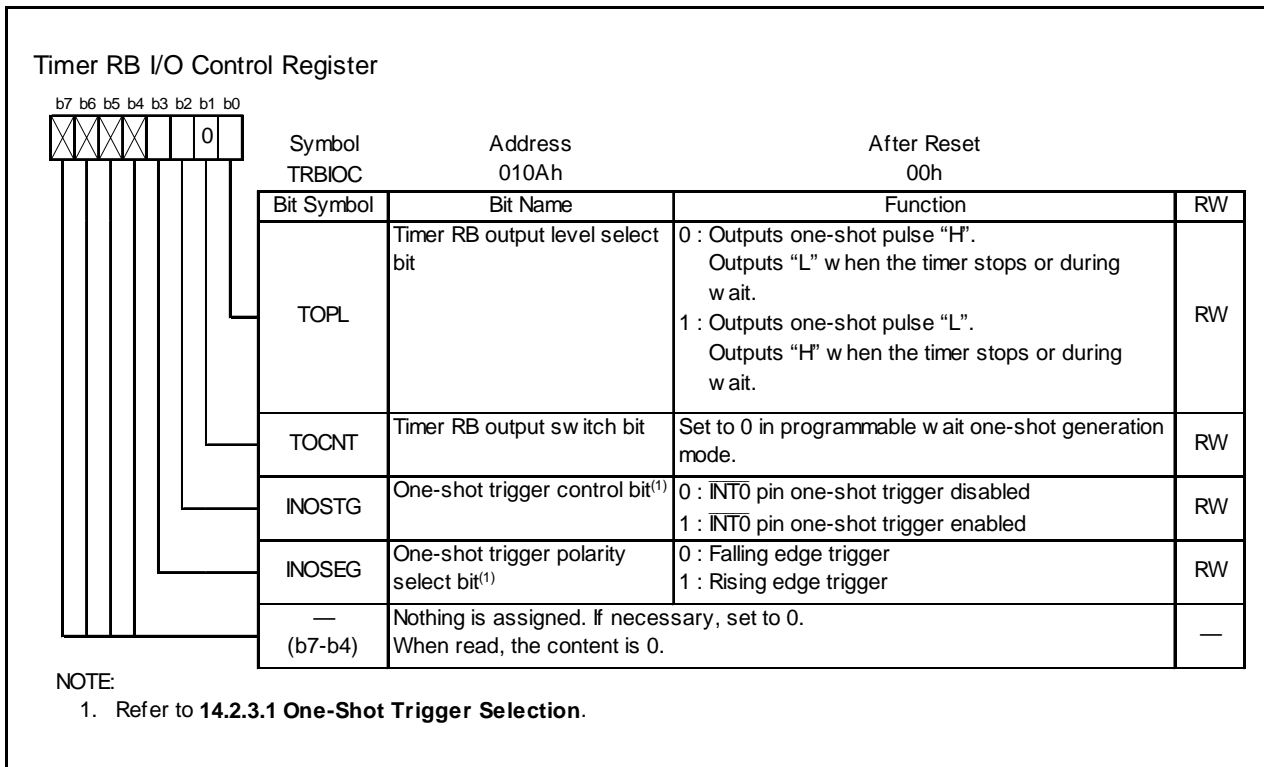 Timer RB I/O Control Register
b7 b6 b5 b4 b3 b2 b1 b0
0
Symbol Address After Reset
TRBIOC 010Ah 00h
Bit Symbol Bit Name Function RW
TOPL
Timer RB output level select
bit
0 : Outputs one-shot pulse “H”.
Outputs “L” when the timer stops or during
wait.
1 : Outputs one-shot pulse “L”.
Outputs “H” when the timer stops or during
wait.
RW
TOCNT
Timer RB output switch bit
Set to 0 in programmable wait one-shot generation
mode.
RW
INOSTG
One-shot trigger control bit(1)
0 : INT0 pin one-shot trigger disabled
1 : INT0 pin one-shot trigger enabled
RW
INOSEG
One-shot trigger polarity
select bit(1)
0 : Falling edge trigger
1 : Rising edge trigger
RW
—
(b7-b4)
Nothing is assigned. If necessary, set to 0.
When read, the content is 0.
—
NOTE:
1. Refer to 14.2.3.1 One-Shot Trigger Selection.